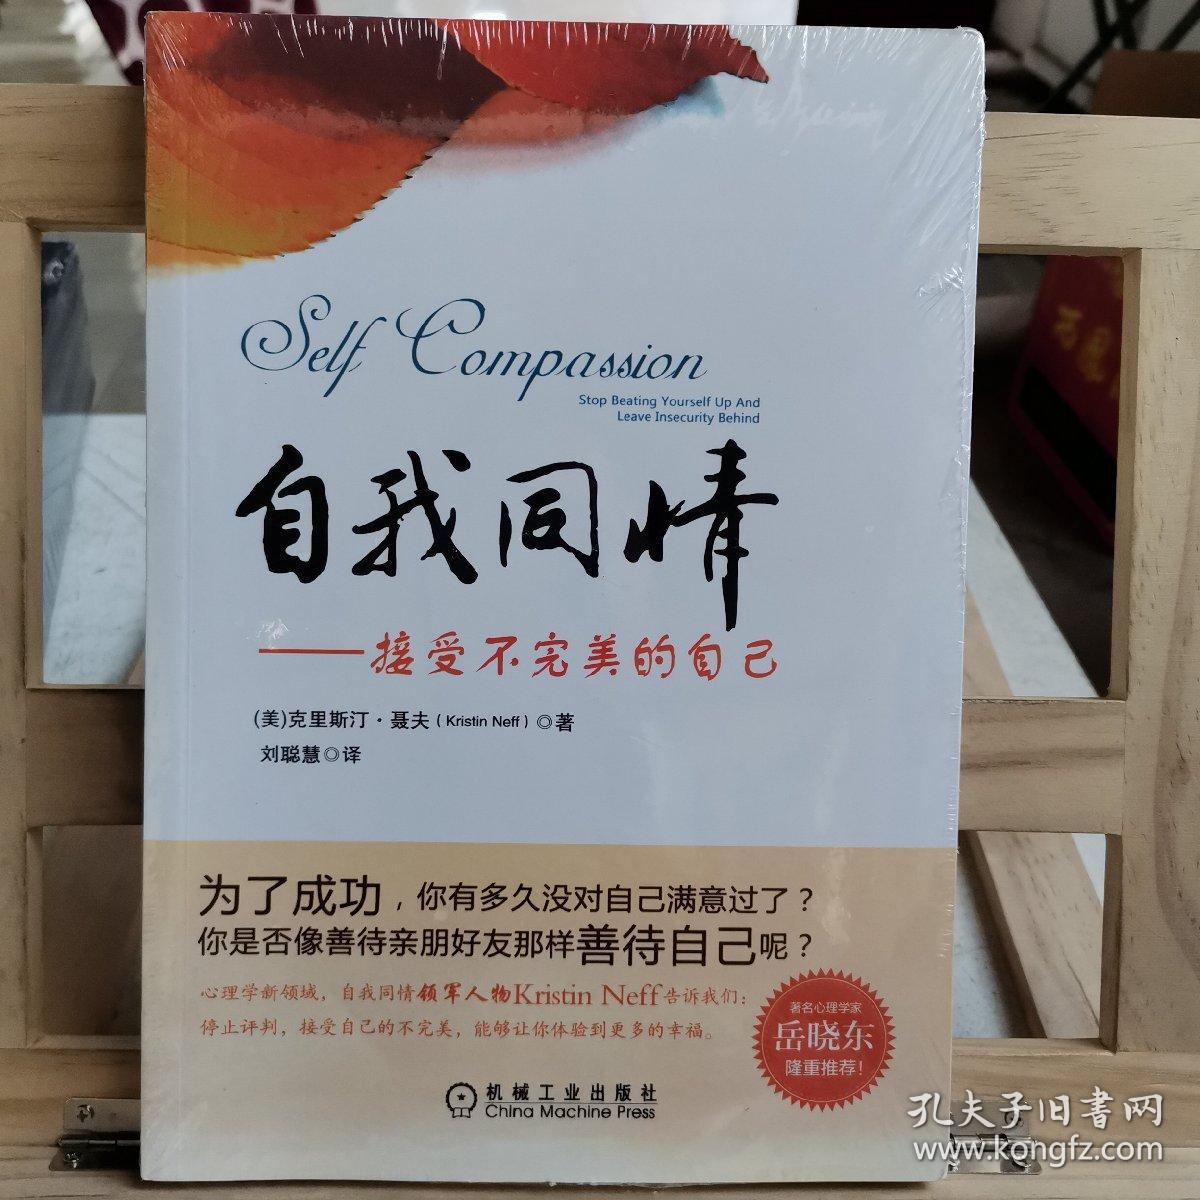 Self Compassion
Stop Beating Yourself Up And
Leave Insecurity Behind
自我同情
——接受不完美的自己
(美)克里斯汀·聂夫(Kristin Neff)◎著
刘聪慧◎译
为了成功，你有多久没对自己满意过了？
你是否像善待亲朋好友那样善待自己呢？
心理学新领域，自我同情领军人物Kristin Neff告诉我们：
停止评判，接受自己的不完美，能够让你体验到更多的幸福。
著名心理学家
岳晓东
隆重推荐！
机械工业出版社
China Machine Press
孔夫子旧书网
www.kongfz.com